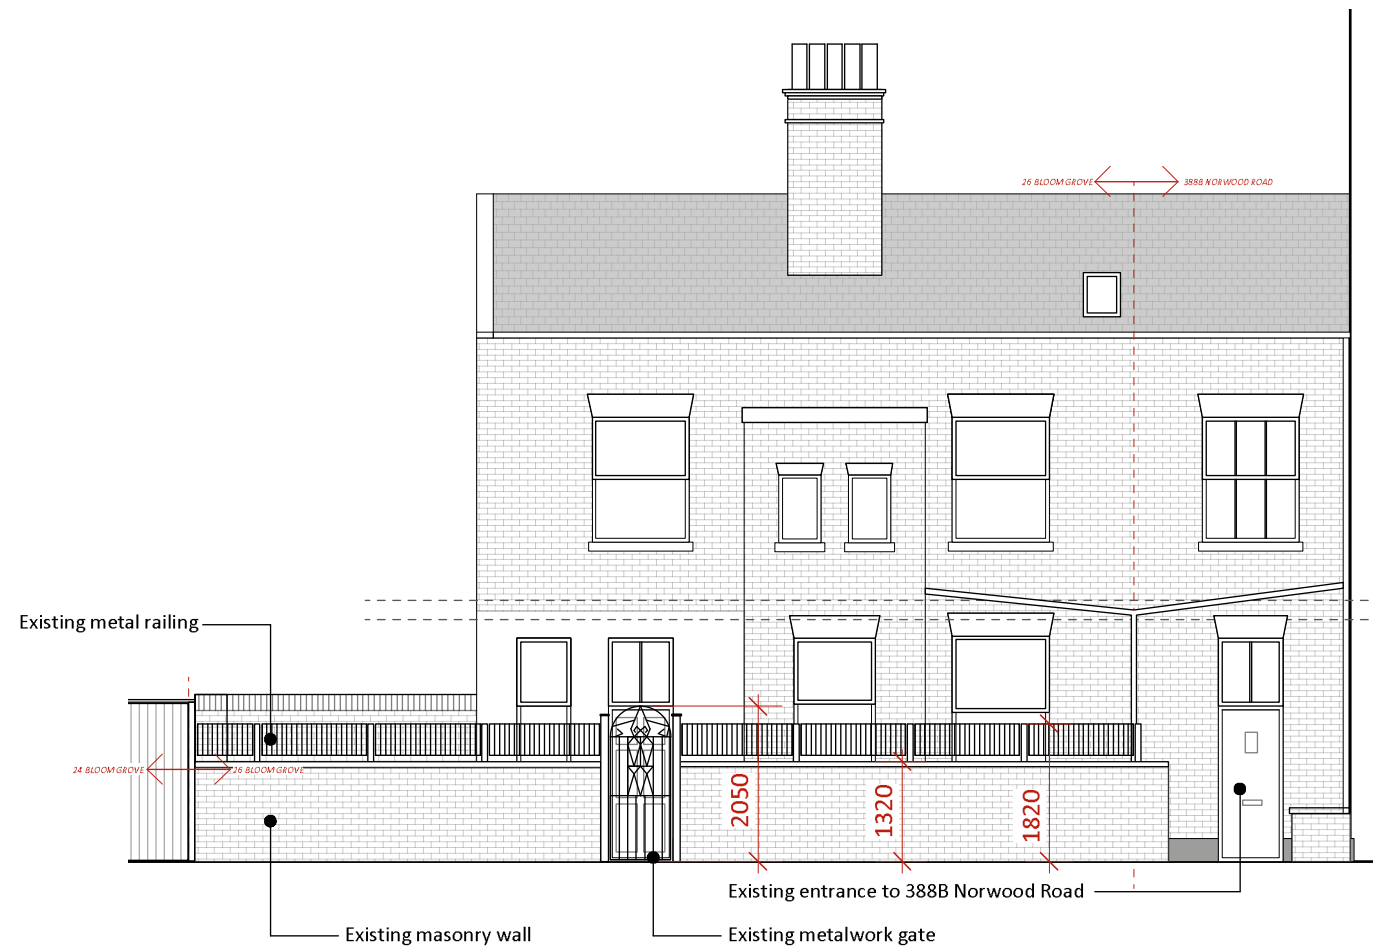 26 BLOOM GROVE
388B NORWOOD ROAD
Existing metal railing
24 BLOOM GROVE
26 BLOOM GROVE
2050
1320
1820
Existing entrance to 388B Norwood Road
Existing masonry wall
Existing metalwork gate